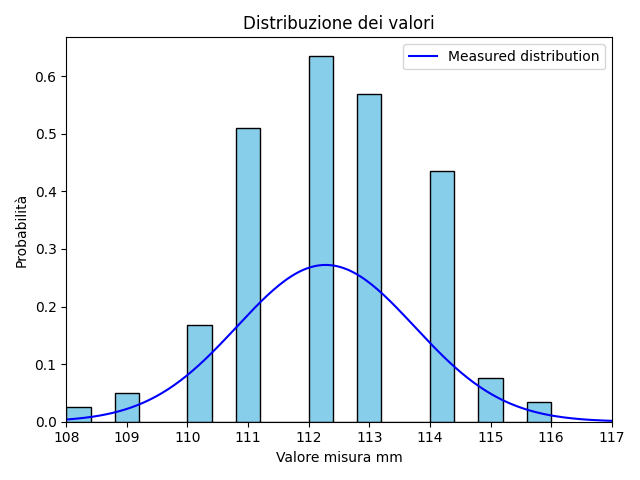 Distribuzione dei valori
Measured distribution
0.6
0.5
0.4
0.3
0.2
0.1
0.0
Probabilità
108 109 110 111 112 113 114 115 116 117
Valore misura mm